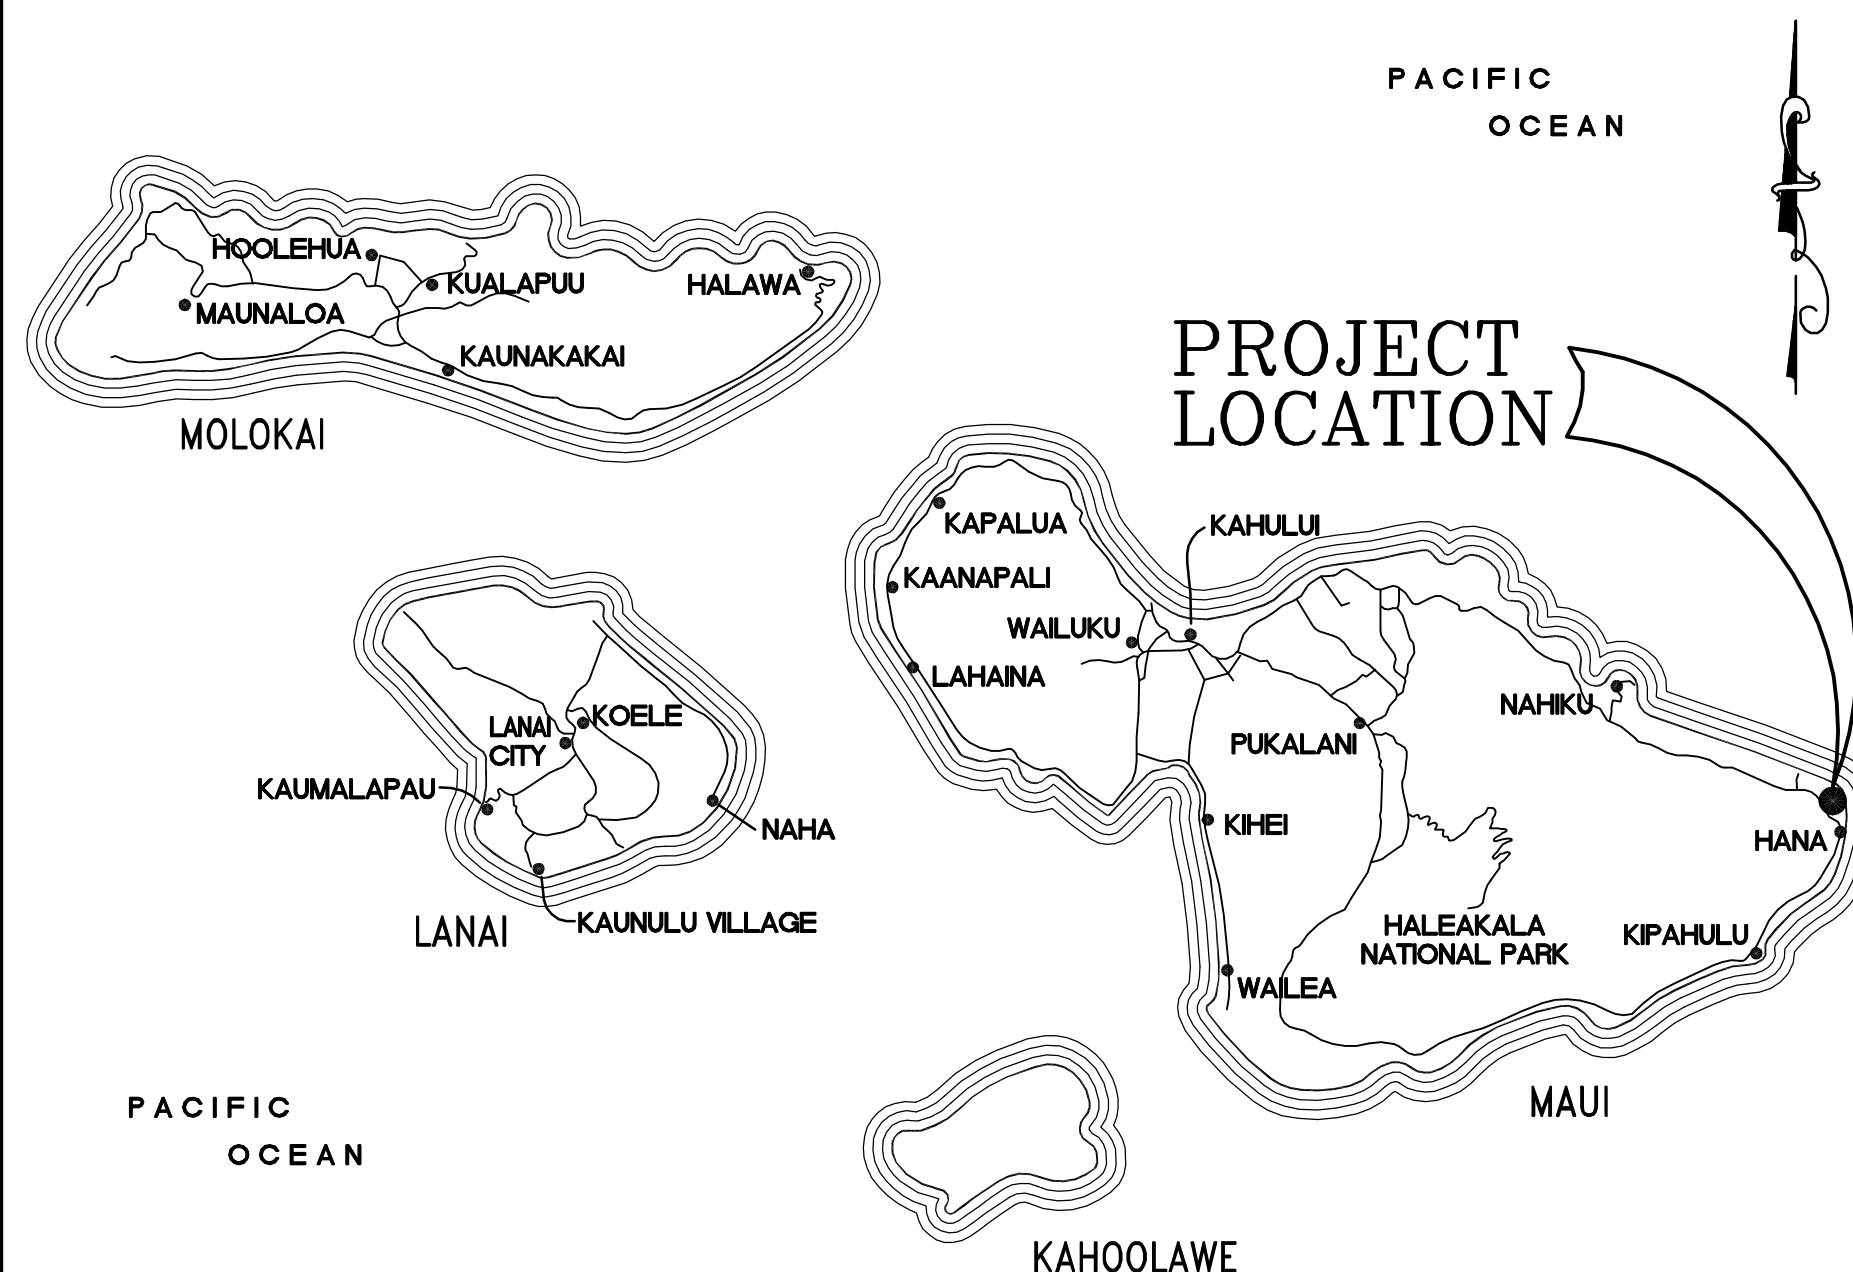 PACIFIC
OCEAN
HOOLEHUA
KUALAPUU
HALAWA
MAUNALOA
KAUNAKAKAI
MOLOKAI
PROJECT
LOCATION
KAPALUA
KAHULUI
KAANAPALI
WAILUKU
LAHAINA
NAHIKU
PUKALANI
KOELE
LANAI
CITY
KAUMALAPAU
NAHA
KIHEI
HANA
KAUNULU VILLAGE
LANAI
HALEAKALA
NATIONAL PARK
KIPAHULU
WAILEA
MAUI
PACIFIC
OCEAN
KAHOOLAWE